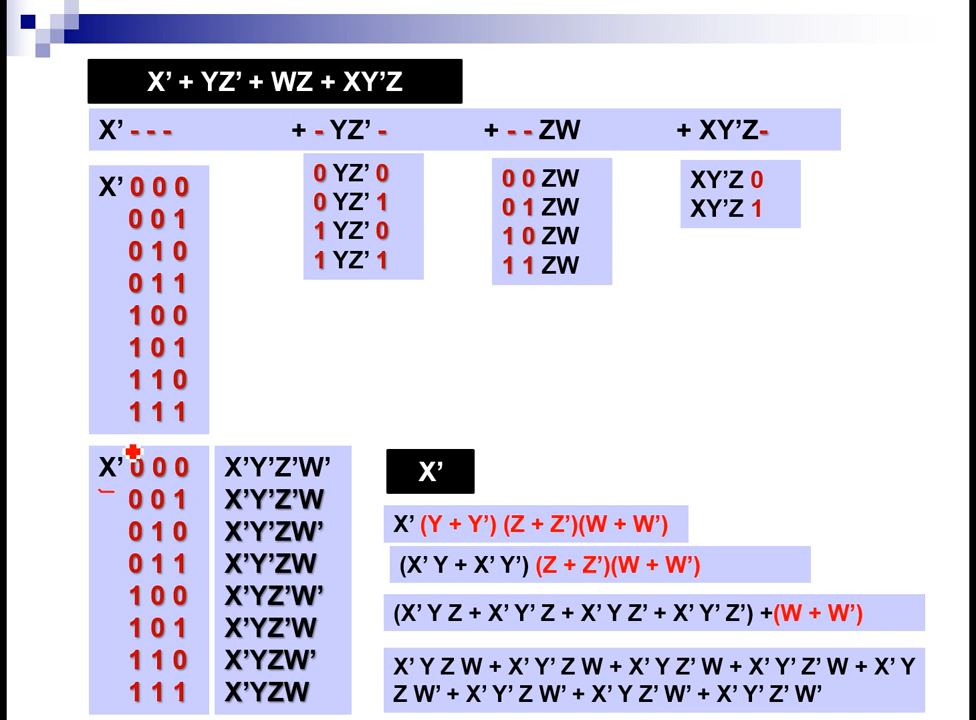 X’ + YZ’ + WZ + XY’Z
X’ - - - + - YZ’ - + - - ZW + XY’Z-
X’ 0 0 0
0 0 1
0 1 0
0 1 1
1 0 0
1 0 1
1 1 0
1 1 1
0 YZ’ 0
0 YZ’ 1
1 YZ’ 0
1 YZ’ 1
0 0 ZW
0 1 ZW
1 0 ZW
1 1 ZW
XY’Z 0
XY’Z 1
X’ 0 0 0
0 0 1
0 1 0
0 1 1
1 0 0
1 0 1
1 1 0
1 1 1
X’Y’Z’W’
X’Y’Z’W
X’Y’ZW’
X’Y’ZW
X’YZ’W’
X’YZ’W
X’YZW’
X’YZW
X’
X’ (Y + Y’) (Z + Z’)(W + W’)
(X’ Y + X’ Y’) (Z + Z’)(W + W’)
(X’ Y Z + X’ Y’ Z + X’ Y Z’ + X’ Y’ Z’) +(W + W’)
X’ Y Z W + X’ Y’ Z W + X’ Y Z’ W + X’ Y’ Z’ W + X’ Y
Z W’ + X’ Y’ Z W’ + X’ Y Z’ W’ + X’ Y’ Z’ W’